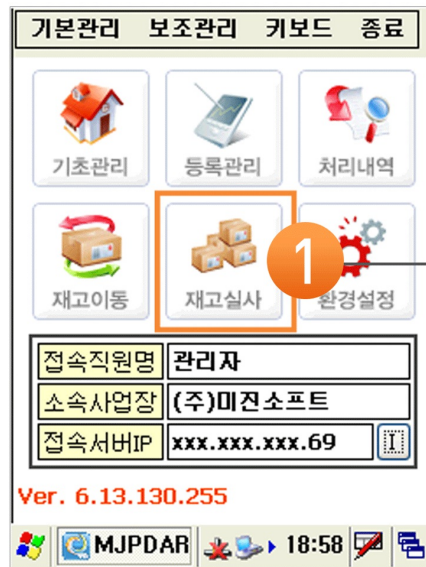 기본관리 보조관리 키보드 종료
기초관리 등록관리 처리내역
재고이동 재고실사 환경설정
1
접속직원명 관리자
소속사업장 (주)미진소프트
접속서버IP xxx.xxx.xxx.69
Ver. 6.13.130.255
MJPDAR 18:58